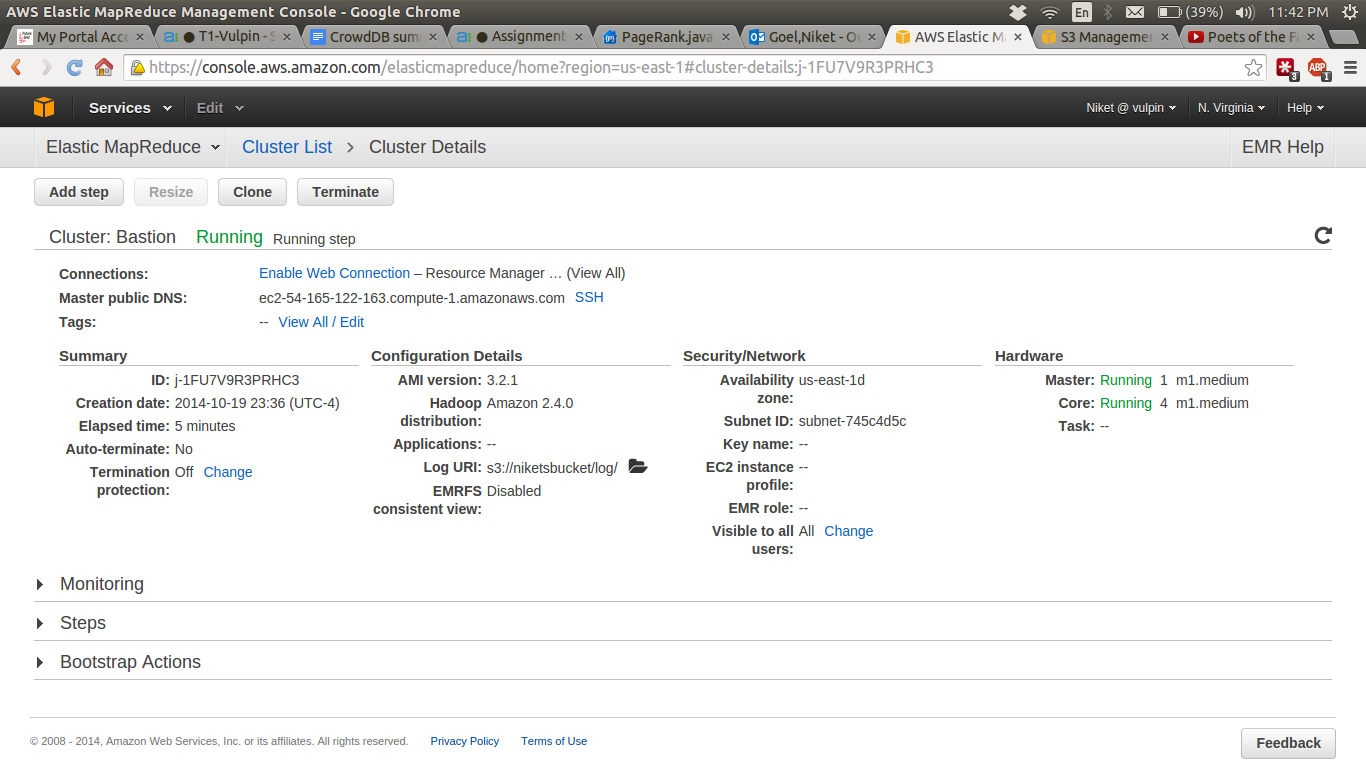 AWS Elastic MapReduce Management Console - Google Chrome
En (39%) 11:42 PM
My Portal Acce × a: ● T1-Vulpin - S × CrowdDB sum × a: ● Assignment × PageRank.java × Goel,Niket - Ou × AWS Elastic M × S3 Manageme × Poets of the Fa ×
https://console.aws.amazon.com/elasticmapreduce/home?region=us-east-1#cluster-details:j-1FU7V9R3PRHC3
3 ABP 1
Services Edit Niket @ vulpin N. Virginia Help
Elastic MapReduce Cluster List > Cluster Details EMR Help
Add step Resize Clone Terminate
Cluster: Bastion Running Running step
Connections: Enable Web Connection – Resource Manager … (View All)
Master public DNS: ec2-54-165-122-163.compute-1.amazonaws.com SSH
Tags: -- View All / Edit
Summary
ID: j-1FU7V9R3PRHC3
Creation date: 2014-10-19 23:36 (UTC-4)
Elapsed time: 5 minutes
Auto-terminate: No
Termination Off Change
protection:
Configuration Details
AMI version: 3.2.1
Hadoop Amazon 2.4.0
distribution:
Applications: --
Log URI: s3://niketsbucket/log/
EMRFS Disabled
consistent view:
Security/Network
Availability us-east-1d
zone:
Subnet ID: subnet-745c4d5c
Key name: --
EC2 instance --
profile:
EMR role: --
Visible to all All Change
users:
Hardware
Master: Running 1 m1.medium
Core: Running 4 m1.medium
Task: --
Monitoring
Steps
Bootstrap Actions
© 2008 - 2014, Amazon Web Services, Inc. or its affiliates. All rights reserved. Privacy Policy Terms of Use
Feedback